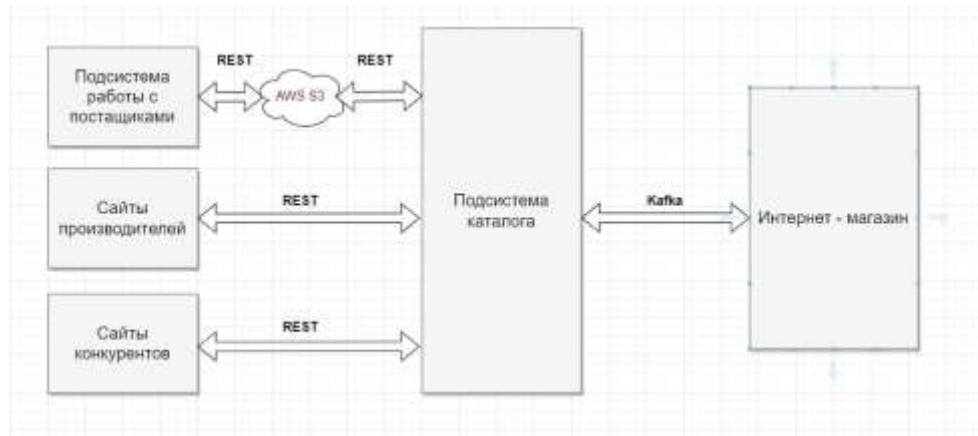 REST
REST
Подсистема
работы с
постащиками
AWS S3
Сайты
производителей
REST
Подсистема
каталога
Kafka
Интернет - магазин
REST
Сайты
конкурентов